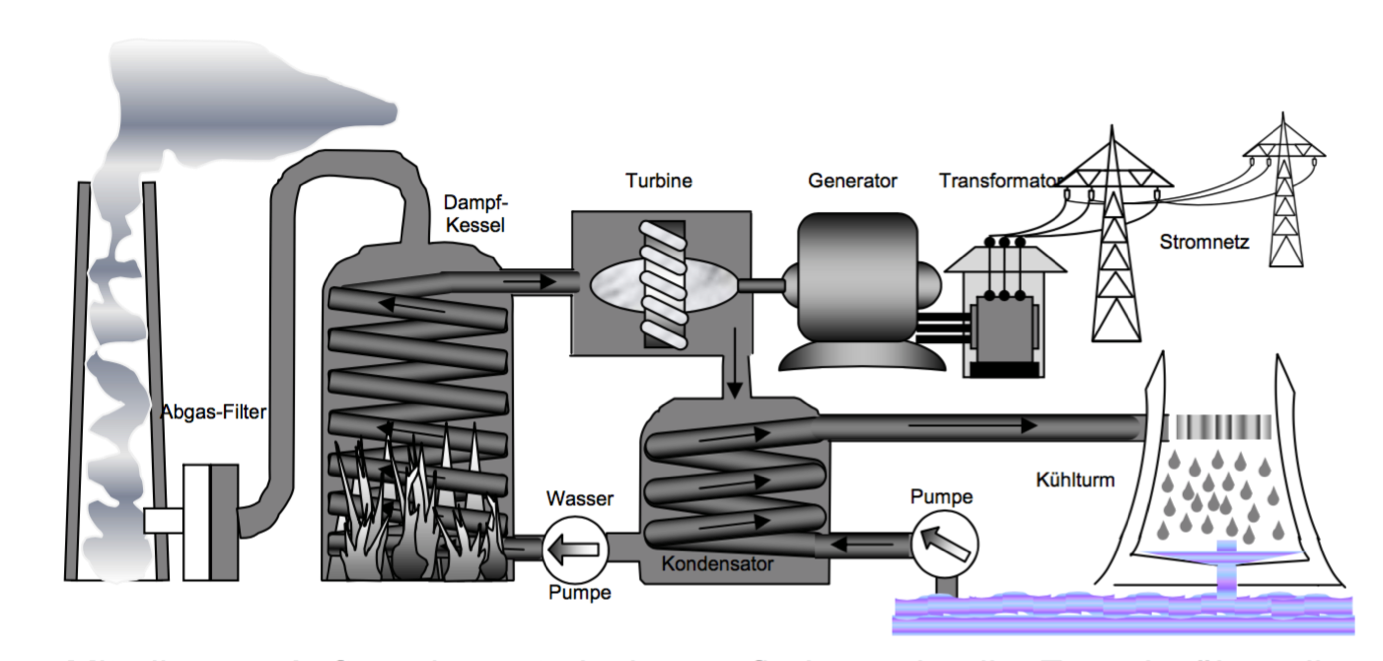 Turbine
Generator
Transformator
Dampf-
Kessel
Stromnetz
Abgas-Filter
Kühlturm
Wasser
Pumpe
Kondensator
Pumpe